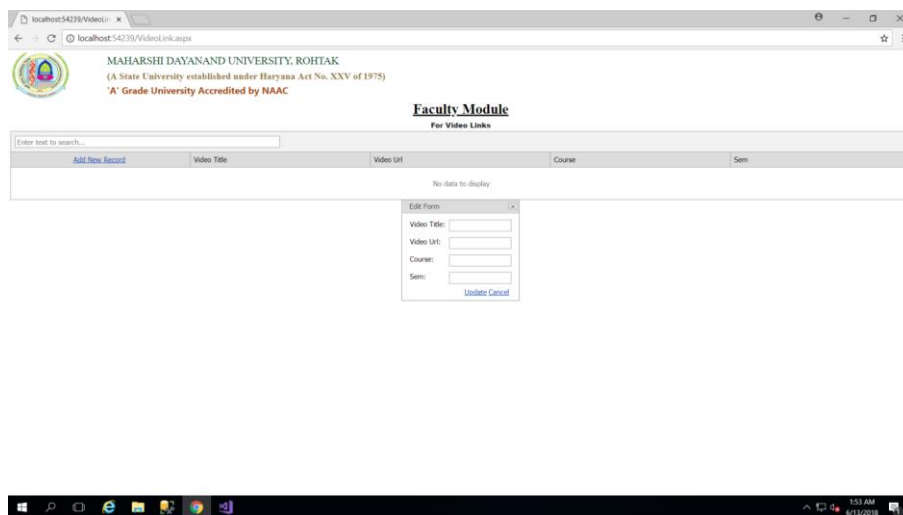 localhost:54239/VideoLin
localhost:54239/VideoLink.aspx
MAHARSHI DAYANAND UNIVERSITY, ROHTAK
(A State University established under Haryana Act No. XXV of 1975)
'A' Grade University Accredited by NAAC
Faculty Module
For Video Links
Enter text to search...
Add New Record Video Title Video Url Course Sem
No data to display
Edit Form
Video Title:
Video Url:
Course:
Sem:
Update Cancel
1:53 AM
6/13/2018